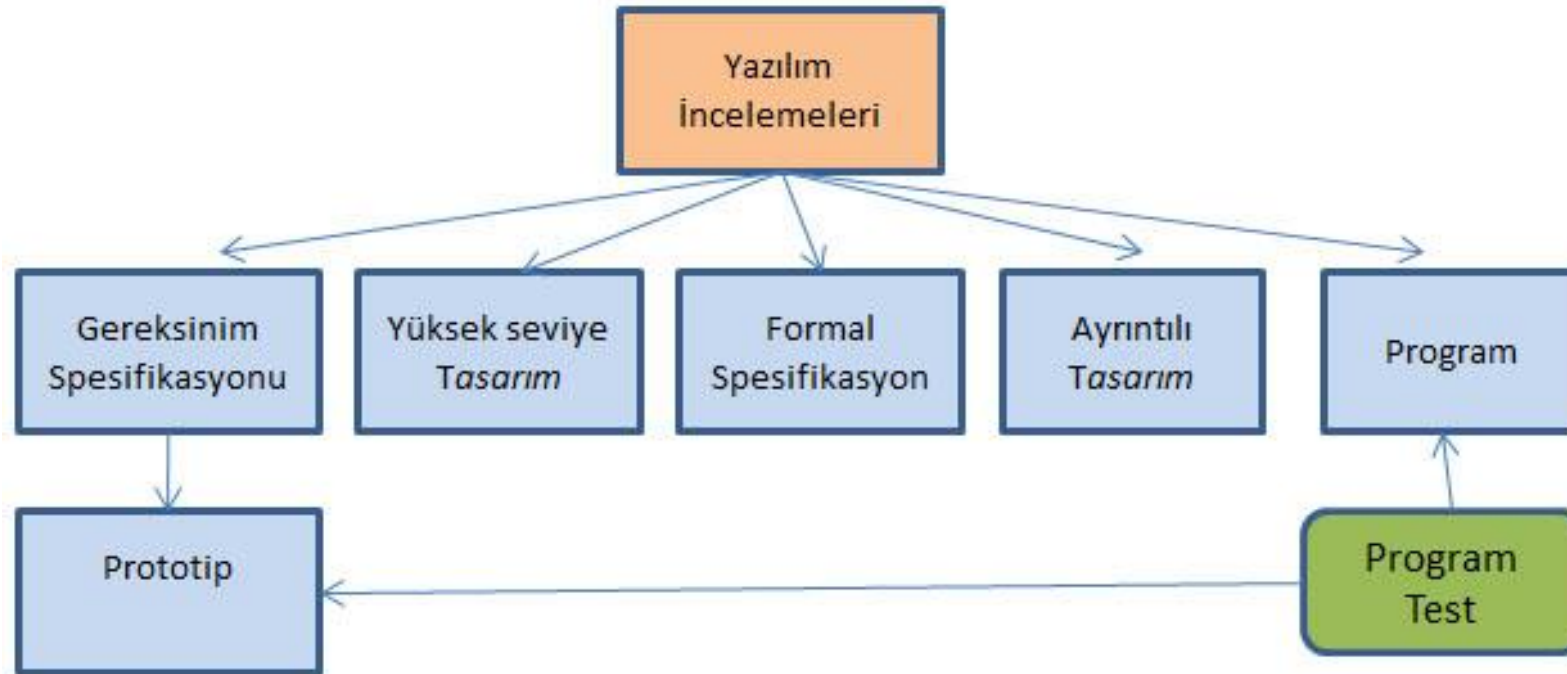 Yazılım
İncelemeleri
Gereksinim
Spesifikasyonu
Yüksek seviye
Tasarım
Formal
Spesifikasyon
Ayrıntılı
Tasarım
Program
Prototip
Program
Test